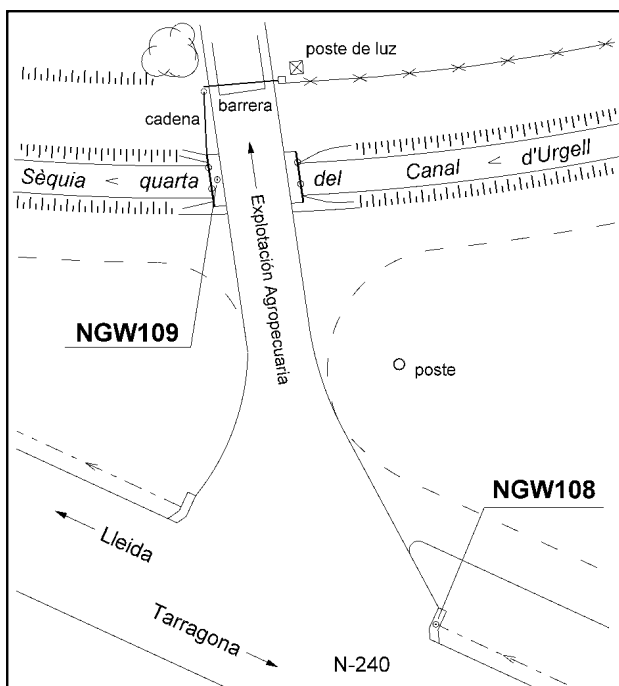 poste de luz
cadena
barrera
Sèquia < quarta del Canal < d'Urgell
Explotación Agropecuaria
NGW109
poste
NGW108
Lleida
Tarragona
N-240